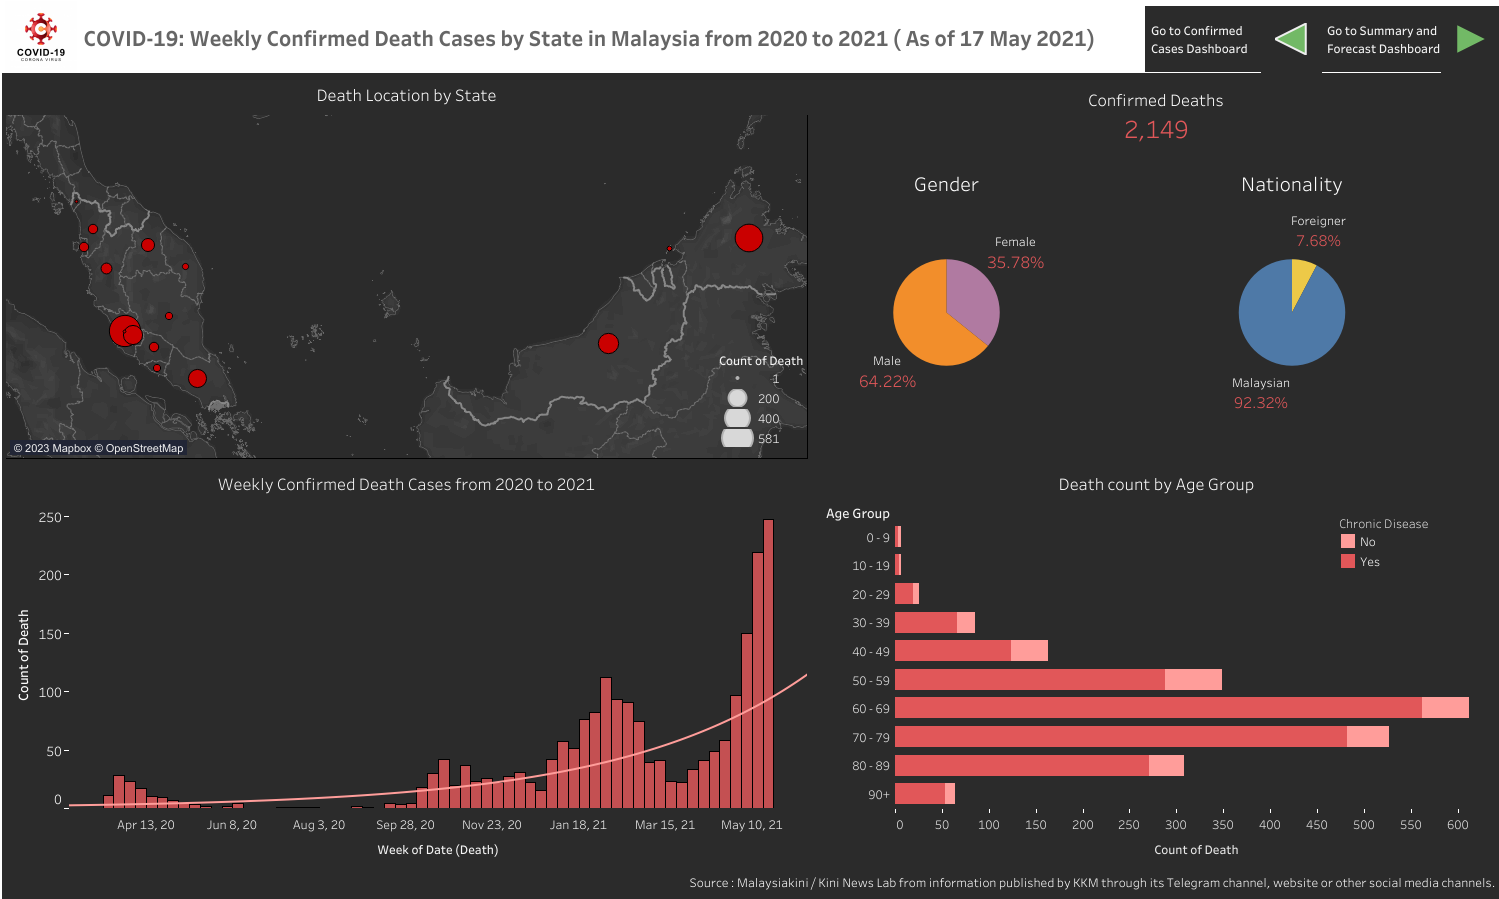 COVID-19
CORONA VIRUS
COVID-19: Weekly Confirmed Death Cases by State in Malaysia from 2020 to 2021 ( As of 17 May 2021)
Go to Confirmed
Cases Dashboard
Go to Summary and
Forecast Dashboard
Death Location by State
Count of Death
1
200
400
581
© 2023 Mapbox © OpenStreetMap
Confirmed Deaths
2,149
Gender
Female
35.78%
Male
64.22%
Nationality
Foreigner
7.68%
Malaysian
92.32%
Weekly Confirmed Death Cases from 2020 to 2021
Count of Death
250
200
150
100
50
0
Apr 13, 20
Jun 8, 20
Aug 3, 20
Sep 28, 20
Nov 23, 20
Jan 18, 21
Mar 15, 21
May 10, 21
Week of Date (Death)
Death count by Age Group
Age Group
0 - 9
10 - 19
20 - 29
30 - 39
40 - 49
50 - 59
60 - 69
70 - 79
80 - 89
90+
Chronic Disease
No
Yes
0
50
100
150
200
250
300
350
400
450
500
550
600
Count of Death
Source : Malaysiakini / Kini News Lab from information published by KKM through its Telegram channel, website or other social media channels.